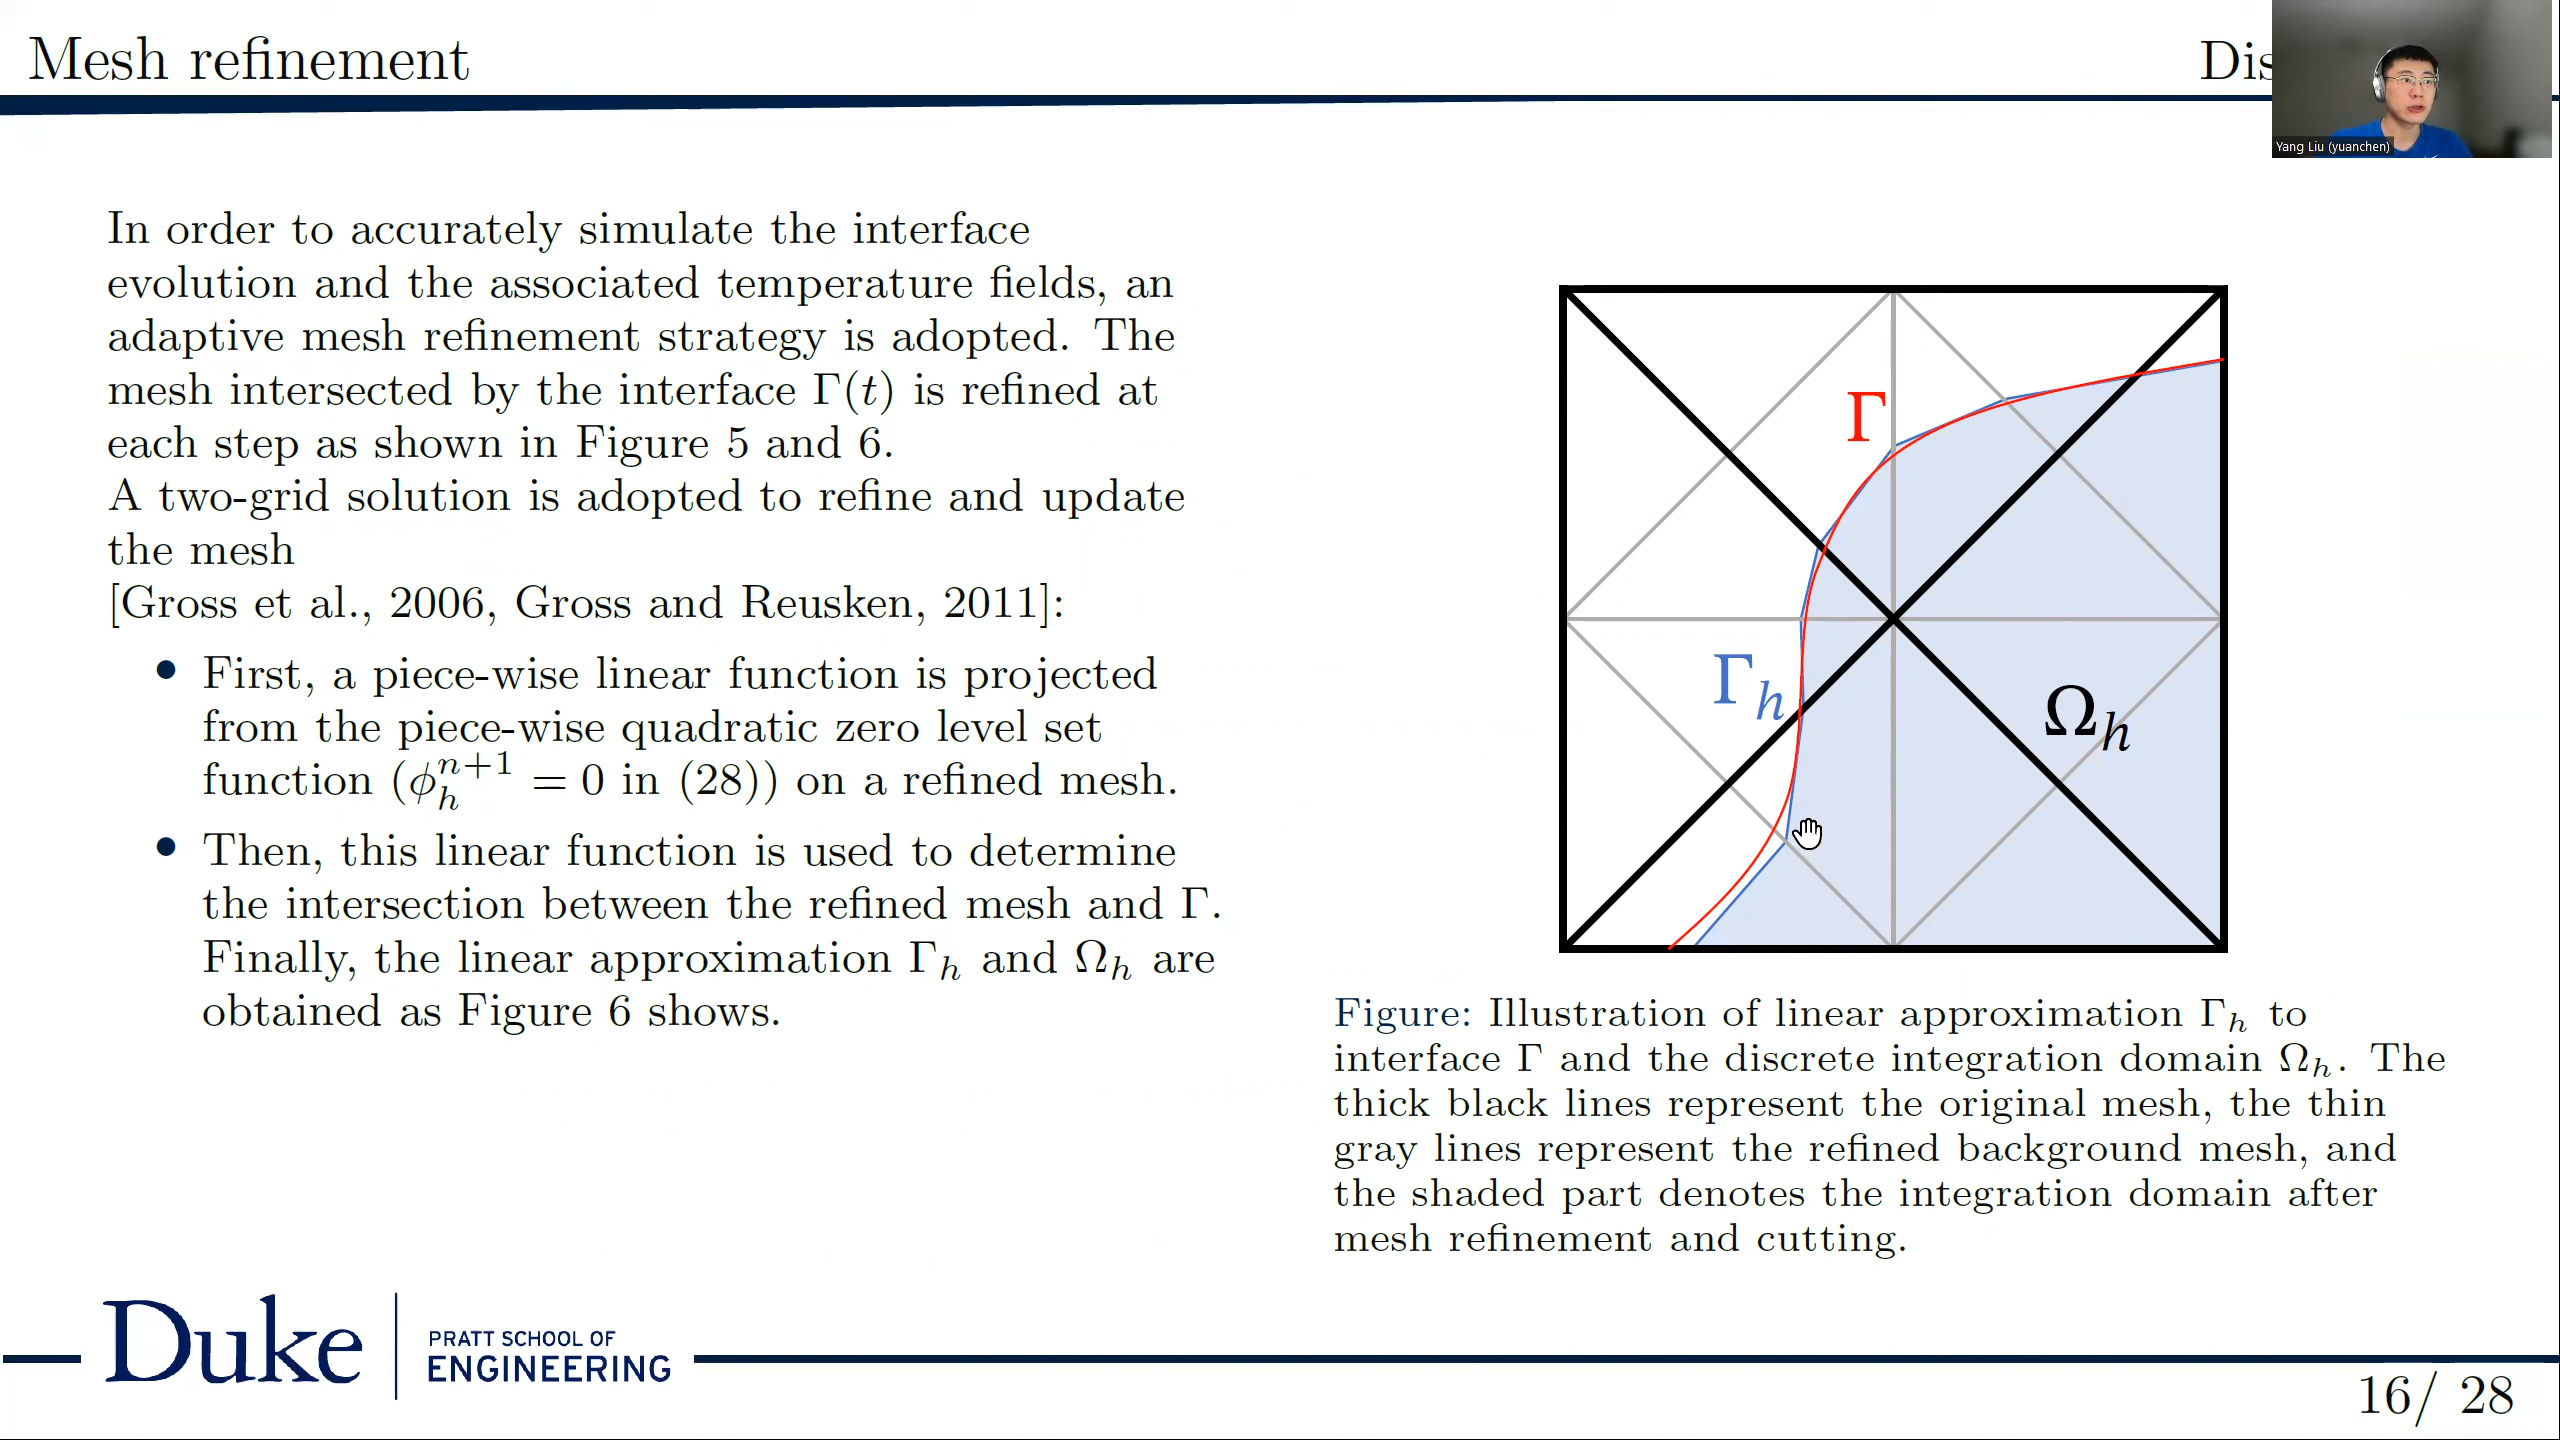 Mesh refinement
Dis
Yang Liu (yuanchen)
In order to accurately simulate the interface
evolution and the associated temperature fields, an
adaptive mesh refinement strategy is adopted. The
mesh intersected by the interface Γ(t) is refined at
each step as shown in Figure 5 and 6.
A two-grid solution is adopted to refine and update
the mesh
[Gross et al., 2006, Gross and Reusken, 2011]:
• First, a piece-wise linear function is projected
from the piece-wise quadratic zero level set
function (ϕ_h^{n+1} = 0 in (28)) on a refined mesh.
• Then, this linear function is used to determine
the intersection between the refined mesh and Γ.
Finally, the linear approximation Γ_h and Ω_h are
obtained as Figure 6 shows.
Γ
Γ_h
Ω_h
Figure: Illustration of linear approximation Γ_h to
interface Γ and the discrete integration domain Ω_h. The
thick black lines represent the original mesh, the thin
gray lines represent the refined background mesh, and
the shaded part denotes the integration domain after
mesh refinement and cutting.
Duke
PRATT SCHOOL OF
ENGINEERING
16/ 28